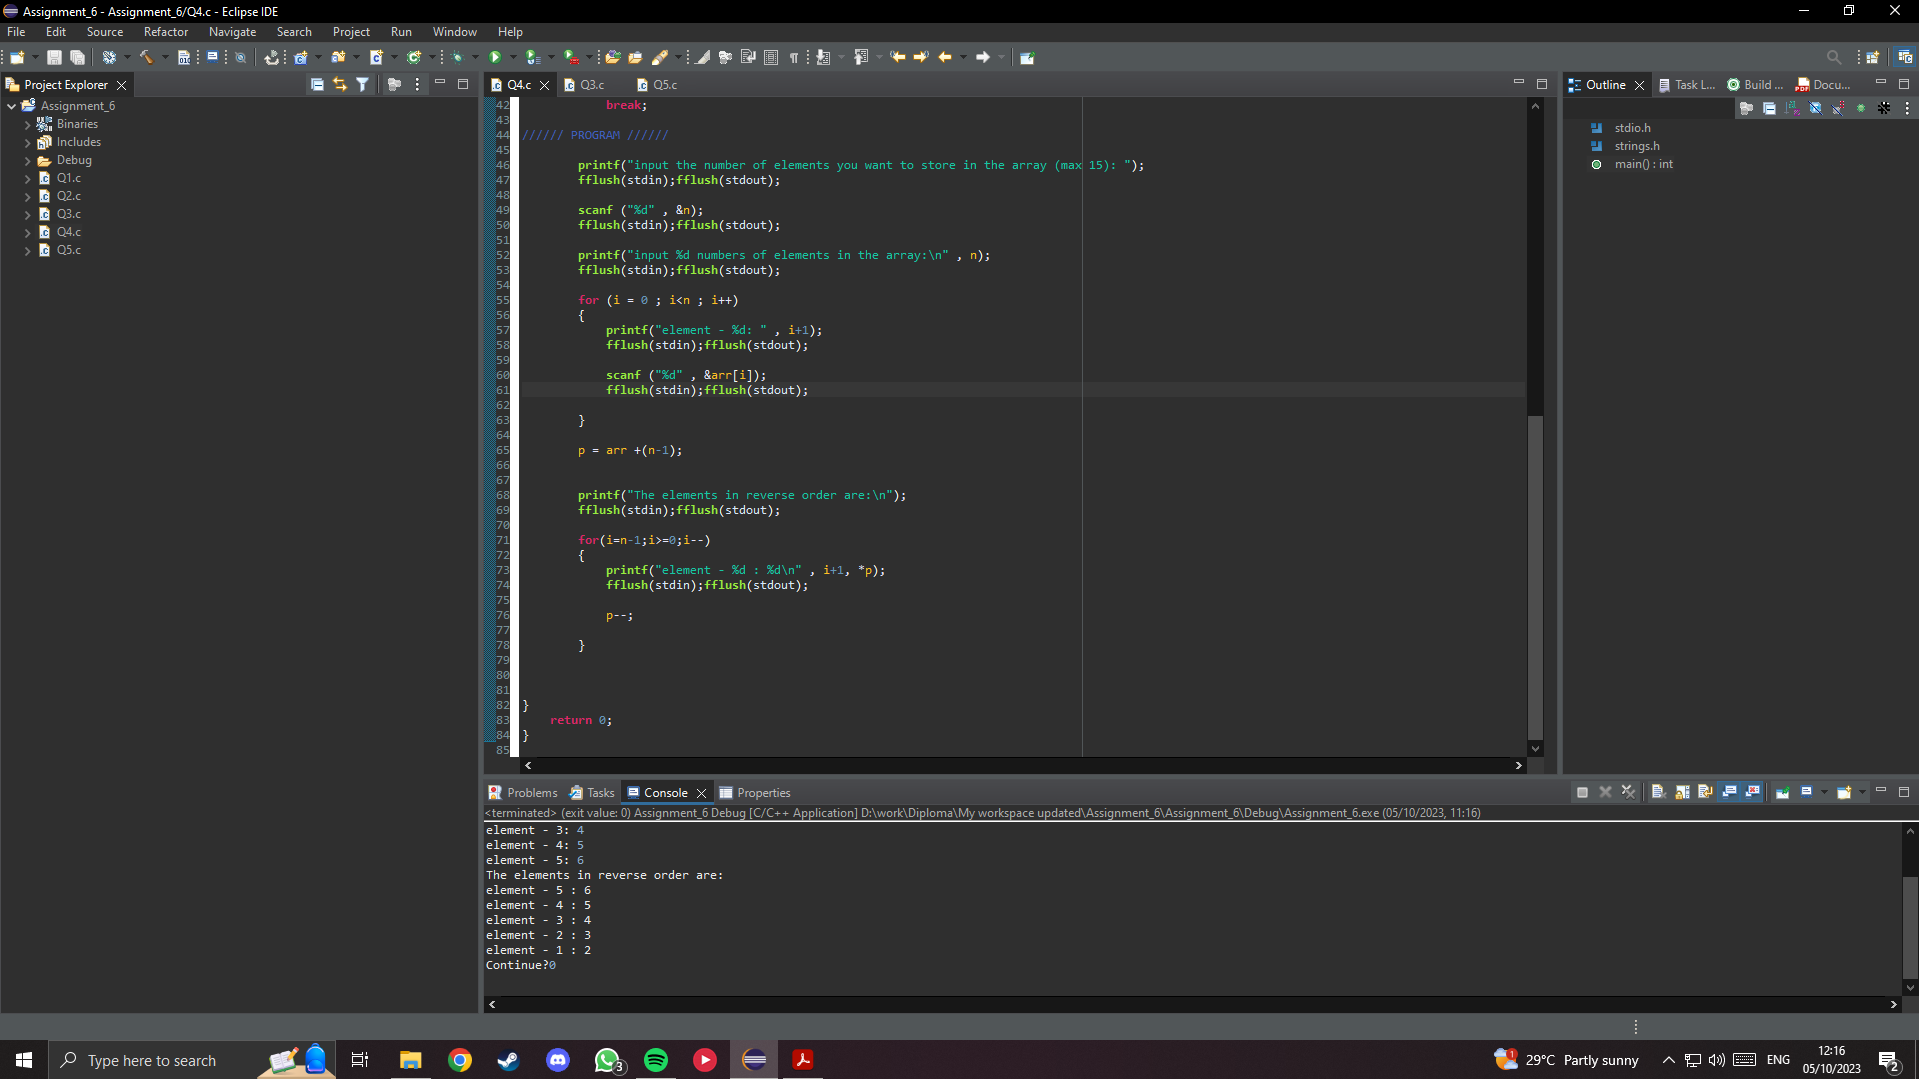 Assignment_6 - Assignment_6/Q4.c - Eclipse IDE
File Edit Source Refactor Navigate Search Project Run Window Help
Project Explorer
Assignment_6
Binaries
Includes
Debug
Q1.c
Q2.c
Q3.c
Q4.c
Q5.c
Q4.c Q3.c Q5.c
42 break;
43
44 ////// PROGRAM //////
45
46 printf("input the number of elements you want to store in the array (max 15): ");
47 fflush(stdin);fflush(stdout);
48
49 scanf ("%d" , &n);
50 fflush(stdin);fflush(stdout);
51
52 printf("input %d numbers of elements in the array:\n" , n);
53 fflush(stdin);fflush(stdout);
54
55 for (i = 0 ; i<n ; i++)
56 {
57 printf("element - %d: " , i+1);
58 fflush(stdin);fflush(stdout);
59
60 scanf ("%d" , &arr[i]);
61 fflush(stdin);fflush(stdout);
62
63 }
64
65 p = arr +(n-1);
66
67
68 printf("The elements in reverse order are:\n");
69 fflush(stdin);fflush(stdout);
70
71 for(i=n-1;i>=0;i--)
72 {
73 printf("element - %d : %d\n" , i+1, *p);
74 fflush(stdin);fflush(stdout);
75
76 p--;
77
78 }
79
80
81
82 }
83 return 0;
84 }
85
Outline Task L... Build ... Docu...
stdio.h
strings.h
main() : int
Problems Tasks Console Properties
<terminated> (exit value: 0) Assignment_6 Debug [C/C++ Application] D:\work\Diploma\My workspace updated\Assignment_6\Assignment_6\Debug\Assignment_6.exe (05/10/2023, 11:16)
element - 3: 4
element - 4: 5
element - 5: 6
The elements in reverse order are:
element - 5 : 6
element - 4 : 5
element - 3 : 4
element - 2 : 3
element - 1 : 2
Continue?0
Type here to search
3
1
29°C Partly sunny
ENG
12:16
05/10/2023
2